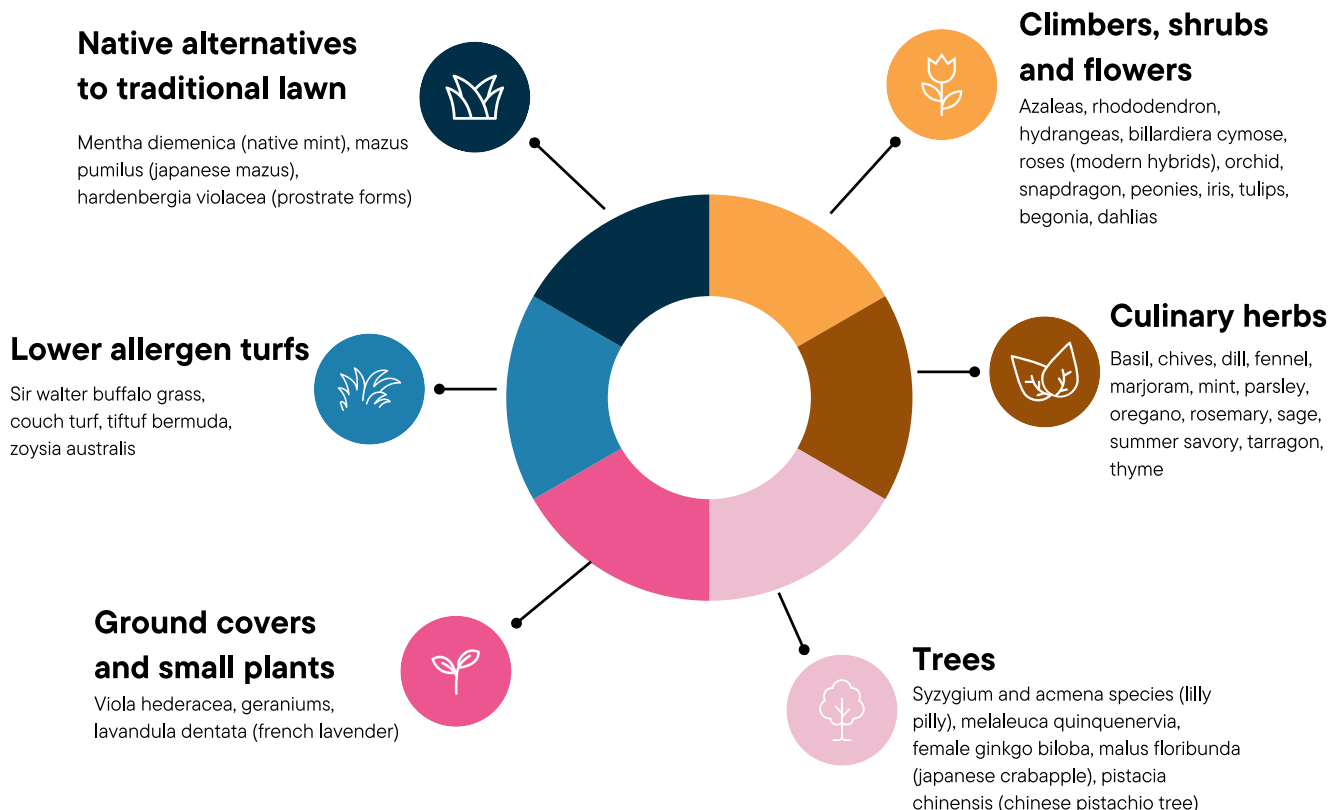 Native alternatives
to traditional lawn
Mentha diemenica (native mint), mazus
pumilus (japanese mazus),
hardenbergia violacea (prostrate forms)
Climbers, shrubs
and flowers
Azaleas, rhododendron,
hydrangeas, billardiera cymose,
roses (modern hybrids), orchid,
snapdragon, peonies, iris, tulips,
begonia, dahlias
Lower allergen turfs
Sir walter buffalo grass,
couch turf, tiftuf bermuda,
zoysia australis
Culinary herbs
Basil, chives, dill, fennel,
marjoram, mint, parsley,
oregano, rosemary, sage,
summer savory, tarragon,
thyme
Ground covers
and small plants
Viola hederacea, geraniums,
lavandula dentata (french lavender)
Trees
Syzygium and acmena species (lilly
pilly), melaleuca quinquenervia,
female ginkgo biloba, malus floribunda
(japanese crabapple), pistacia
chinensis (chinese pistachio tree)